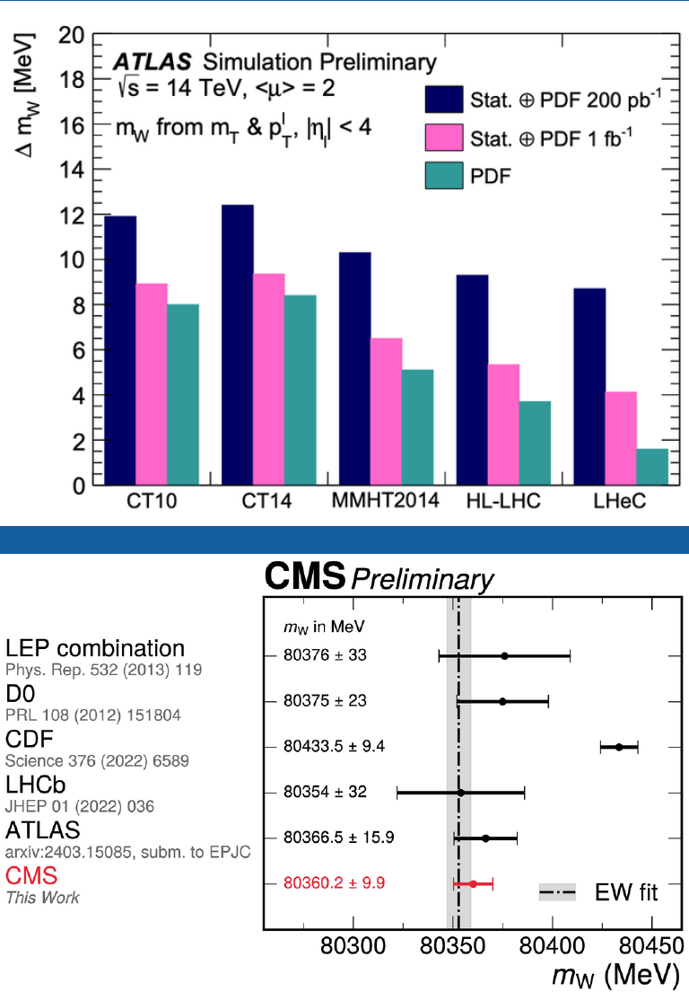 ATLAS Simulation Preliminary
√s = 14 TeV, <μ> = 2
m_W from m_T & p_T^l, |η_l| < 4
Stat. ⊕ PDF 200 pb⁻¹
Stat. ⊕ PDF 1 fb⁻¹
PDF
Δ m_W [MeV]
20
18
16
14
12
10
8
6
4
2
0
CT10 CT14 MMHT2014 HL-LHC LHeC
CMS Preliminary
m_W in MeV
LEP combination 80376 ± 33
Phys. Rep. 532 (2013) 119
D0 80375 ± 23
PRL 108 (2012) 151804
CDF 80433.5 ± 9.4
Science 376 (2022) 6589
LHCb 80354 ± 32
JHEP 01 (2022) 036
ATLAS 80366.5 ± 15.9
arxiv:2403.15085, subm. to EPJC
CMS 80360.2 ± 9.9
This Work
EW fit
80300 80350 80400 80450
m_W (MeV)